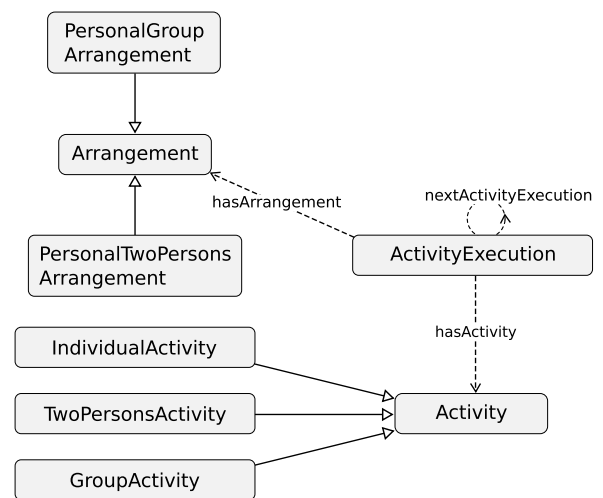 PersonalGroup
Arrangement
Arrangement
hasArrangement
nextActivityExecution
PersonalTwoPersons
Arrangement
ActivityExecution
IndividualActivity
hasActivity
TwoPersonsActivity
Activity
GroupActivity